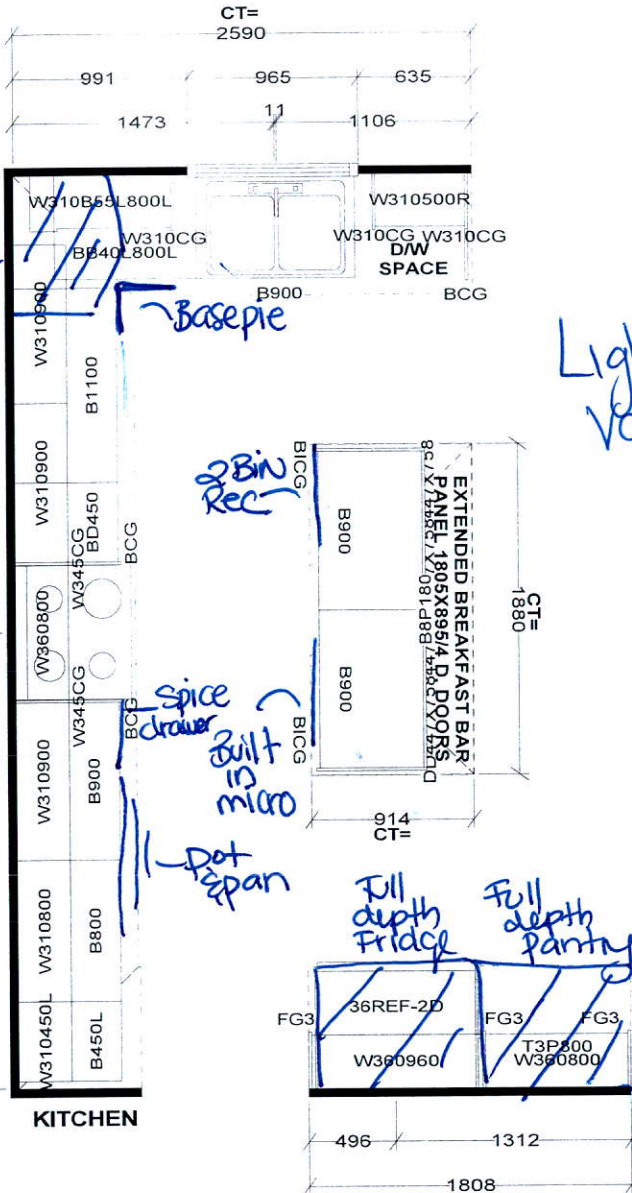 CT=
2590
991
965
635
11
1473
1106
W310B55L800L
W310500R
W310CG
W310CG
W310CG
BB40L800L
D/W
SPACE
B900
BCG
W310900
Basepie
B1100
W310900
BD450
W345CG
BCG
W360800
W345CG
BCG
Spice
drawer
W310900
B900
Pot
&pan
W310800
B800
W310450L
B450L
KITCHEN
2 Bin
Rec
BICG
B900
B900
BICG
Built
in
micro
EXTENDED BREAKFAST BAR
PANEL 1805X895/4 D. DOORS
CT=
1880
914
CT=
Full
depth
Fridge
Full
depth
Pantry
FG3
36REF-2D
FG3
FG3
W360960
T3P800
W360800
496
1312
1808